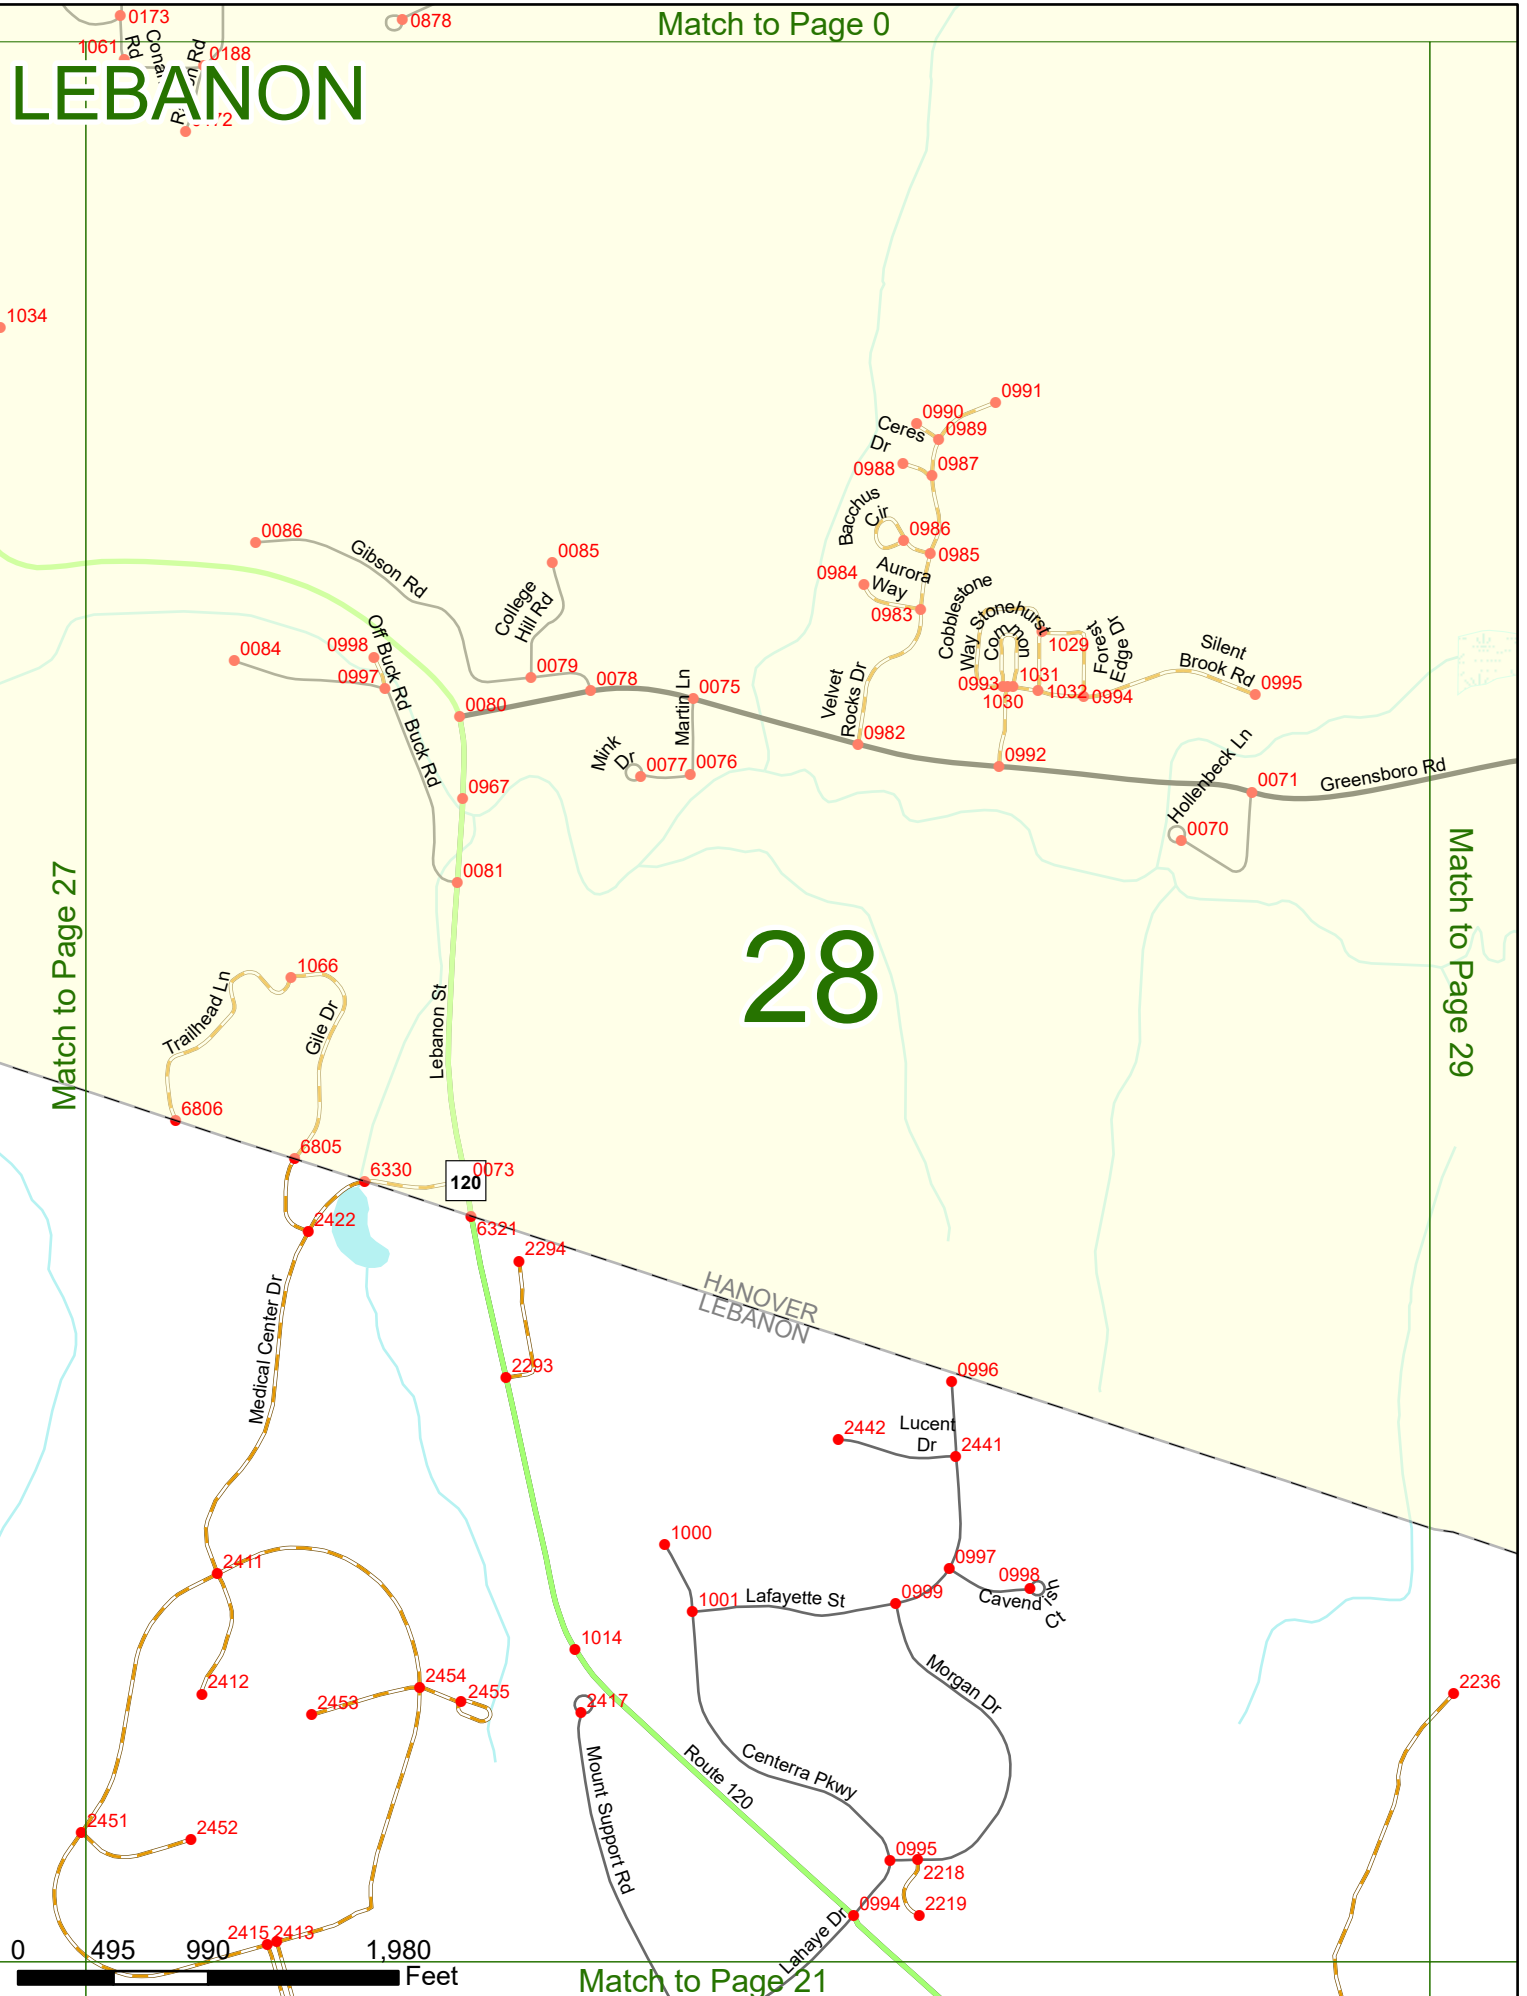 0173
0878
Match to Page 0
1061
Rd
Rd
0188
LEBANON
1034
0991
0990
Ceres
Dr
0989
0988
0987
Bacchus
Cir
0986
0985
0086
Gibson Rd
0085
College
Hill Rd
0984
Aurora
Way
0983
Cobblestone
Way
Stonehurst
Common
1029
Forest
Edge Dr
Silent
Brook Rd
0084
0998
0997
Off Buck Rd
Buck Rd
0079
0078
0075
Martin Ln
0080
Velvet
Rocks Dr
0982
0993
1031
1030
1032
0994
0995
Mink
Dr
0077
0076
0992
0967
0071
Greensboro Rd
Hollenbeck Ln
0070
0081
Match to Page 27
28
Match to Page 29
1066
Trailhead Ln
Gile Dr
Lebanon St
6806
6805
6330
0073
120
6321
2422
2294
Medical Center Dr
HANOVER
LEBANON
2293
0996
2442
Lucent
Dr
2441
1000
2411
0997
0998
Cavendish Ct
1001
Lafayette St
0999
1014
2412
2454
2455
2453
2417
Morgan Dr
2236
Route 120
Centerra Pkwy
Mount Support Rd
2451
2452
0995
2218
2219
0994
Lahaye Dr
2415
2413
0
495
990
1,980
Feet
Match to Page 21